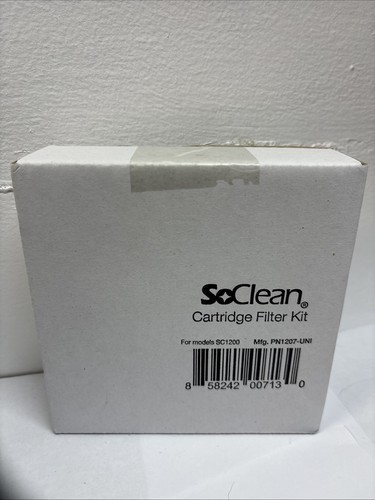 SoClean®
Cartridge Filter Kit
For models SC1200 Mfg. PN1207-UNI
8 58242 00713 0